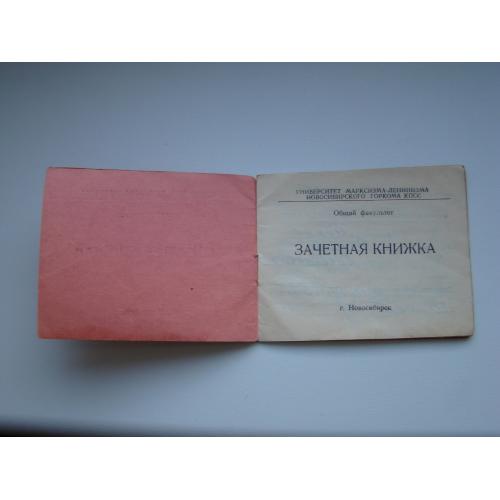 УНИВЕРСИТЕТ МАРКСИЗМА-ЛЕНИНИЗМА
НОВОСИБИРСКОГО ГОРКОМА КПСС
Общий факультет
ЗАЧЕТНАЯ КНИЖКА
г. Новосибирск